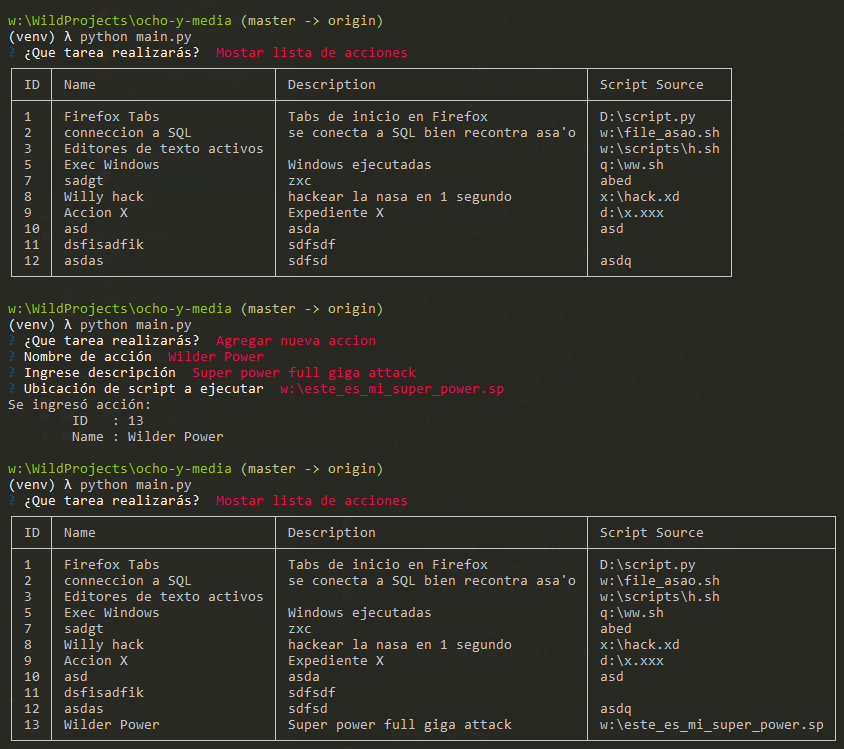 w:\WildProjects\ocho-y-media (master -> origin)
(venv) λ python main.py
? ¿Que tarea realizarás?  Mostar lista de acciones
ID Name Description Script Source
1 Firefox Tabs Tabs de inicio en Firefox D:\script.py
2 conneccion a SQL se conecta a SQL bien recontra asa'o w:\file_asao.sh
3 Editores de texto activos w:\scripts\h.sh
5 Exec Windows Windows ejecutadas q:\ww.sh
7 sadgt zxc abed
8 Willy hack hackear la nasa en 1 segundo x:\hack.xd
9 Accion X Expediente X d:\x.xxx
10 asd asda asd
11 dsfisadfik sdfsdf
12 asdas sdfsd asdq
w:\WildProjects\ocho-y-media (master -> origin)
(venv) λ python main.py
? ¿Que tarea realizarás?  Agregar nueva accion
? Nombre de acción  Wilder Power
? Ingrese descripción  Super power full giga attack
? Ubicación de script a ejecutar  w:\este_es_mi_super_power.sp
Se ingresó acción:
ID   : 13
Name : Wilder Power
w:\WildProjects\ocho-y-media (master -> origin)
(venv) λ python main.py
? ¿Que tarea realizarás?  Mostar lista de acciones
ID Name Description Script Source
1 Firefox Tabs Tabs de inicio en Firefox D:\script.py
2 conneccion a SQL se conecta a SQL bien recontra asa'o w:\file_asao.sh
3 Editores de texto activos w:\scripts\h.sh
5 Exec Windows Windows ejecutadas q:\ww.sh
7 sadgt zxc abed
8 Willy hack hackear la nasa en 1 segundo x:\hack.xd
9 Accion X Expediente X d:\x.xxx
10 asd asda asd
11 dsfisadfik sdfsdf
12 asdas sdfsd asdq
13 Wilder Power Super power full giga attack w:\este_es_mi_super_power.sp